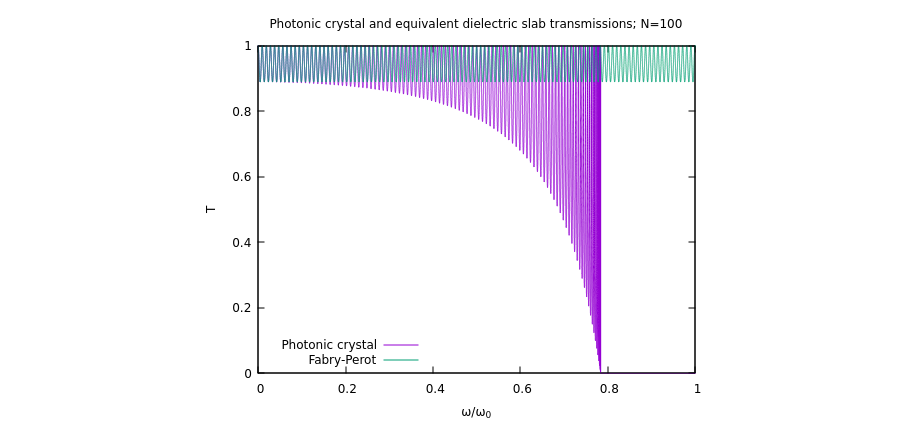 Photonic crystal and equivalent dielectric slab transmissions; N=100
1
0.8
0.6
T
0.4
0.2
Photonic crystal
Fabry-Perot
0
0 0.2 0.4 0.6 0.8 1
ω/ω₀